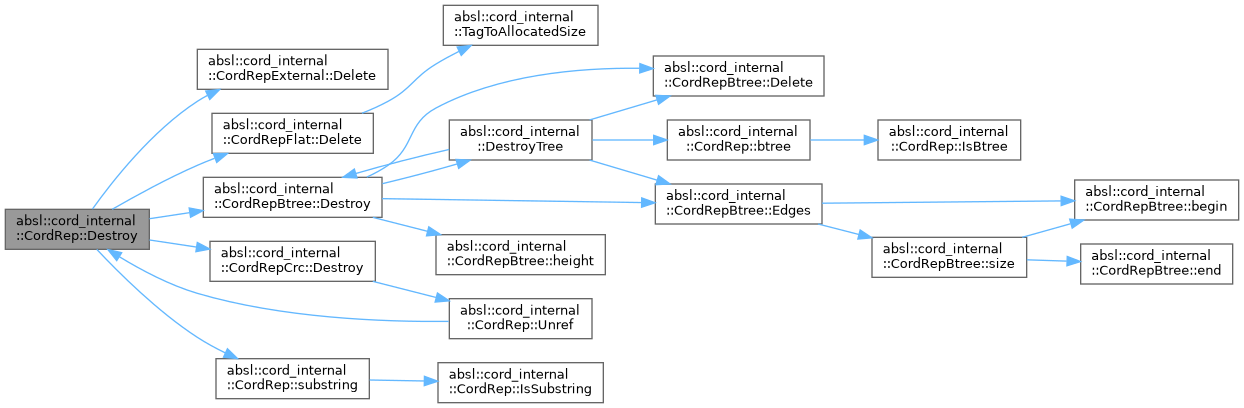 absl::cord_internal
::TagToAllocatedSize
absl::cord_internal
::CordRepExternal::Delete
absl::cord_internal
::CordRepBtree::Delete
absl::cord_internal
::CordRepFlat::Delete
absl::cord_internal
::DestroyTree
absl::cord_internal
::CordRep::btree
absl::cord_internal
::CordRep::IsBtree
absl::cord_internal
::CordRepBtree::Destroy
absl::cord_internal
::CordRepBtree::Edges
absl::cord_internal
::CordRepBtree::begin
absl::cord_internal
::CordRep::Destroy
absl::cord_internal
::CordRepCrc::Destroy
absl::cord_internal
::CordRepBtree::height
absl::cord_internal
::CordRepBtree::size
absl::cord_internal
::CordRepBtree::end
absl::cord_internal
::CordRep::Unref
absl::cord_internal
::CordRep::substring
absl::cord_internal
::CordRep::IsSubstring